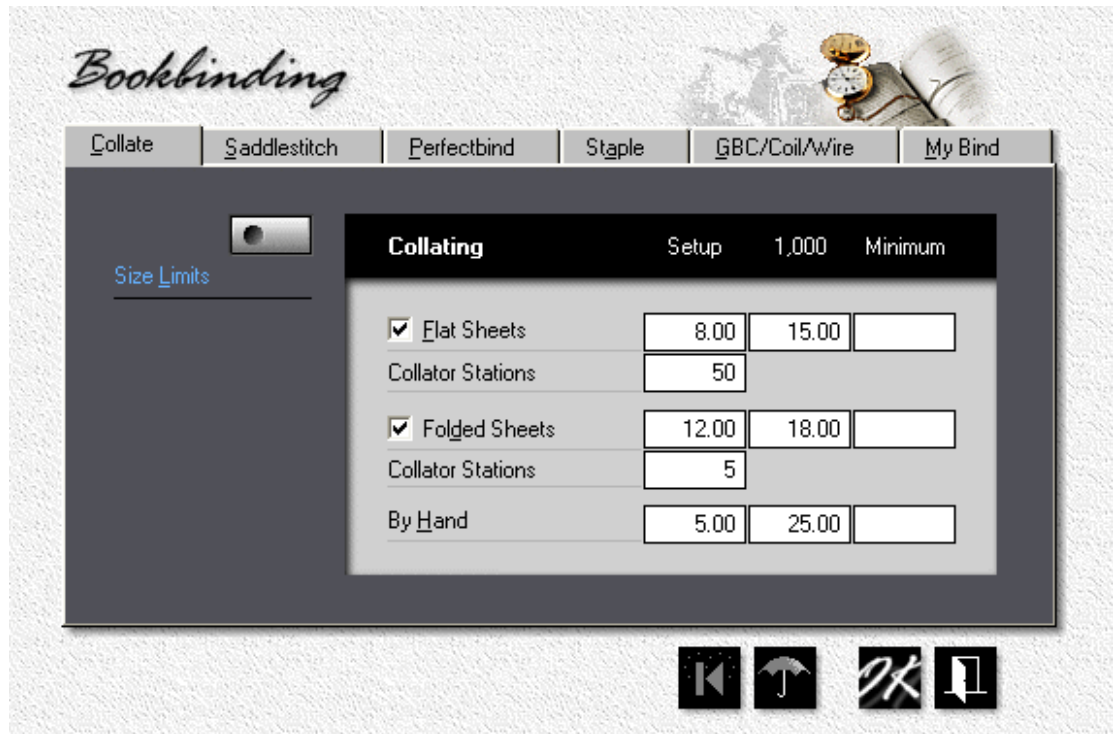 Bookbinding
Collate Saddlestitch Perfectbind Staple GBC/Coil/Wire My Bind
Size Limits
Collating Setup 1,000 Minimum
Flat Sheets 8.00 15.00
Collator Stations 50
Folded Sheets 12.00 18.00
Collator Stations 5
By Hand 5.00 25.00
OK